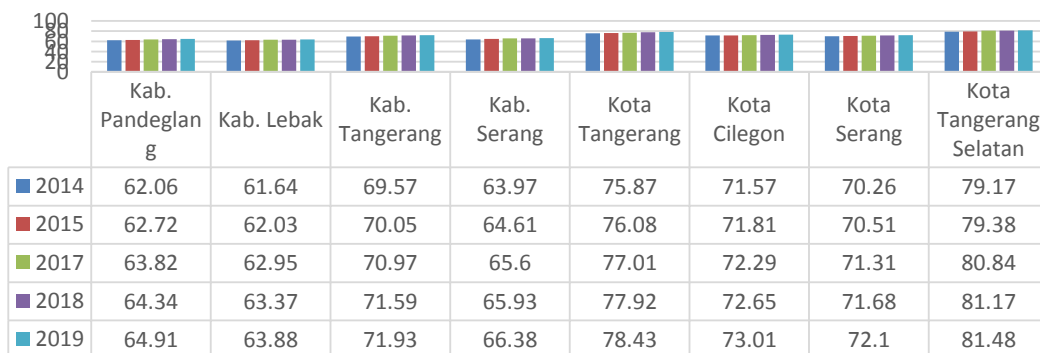 100
80
60
40
20
0
Kab. Pandeglan g
Kab. Lebak
Kab. Tangerang
Kab. Serang
Kota Tangerang
Kota Cilegon
Kota Serang
Kota Tangerang Selatan
2014 62.06 61.64 69.57 63.97 75.87 71.57 70.26 79.17
2015 62.72 62.03 70.05 64.61 76.08 71.81 70.51 79.38
2017 63.82 62.95 70.97 65.6 77.01 72.29 71.31 80.84
2018 64.34 63.37 71.59 65.93 77.92 72.65 71.68 81.17
2019 64.91 63.88 71.93 66.38 78.43 73.01 72.1 81.48